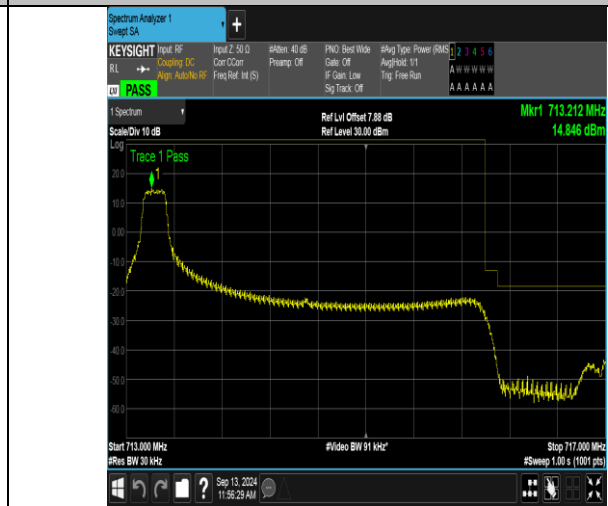 Spectrum Analyzer 1
Swept SA
+
KEYSIGHT Input: RF Input Z: 50 Ω #Atten: 40 dB PNO: Best Wide #Avg Type: Power (RMS 1 2 3 4 5 6
RL Coupling: DC Corr CCorr Preamp: Off Gate: Off Avg|Hold: 1/1 A W W W W W
Align: Auto/No RF Freq Ref: Int (S) IF Gain: Low Trig: Free Run
PASS Sig Track: Off A A A A A A
1 Spectrum Ref Lvl Offset 7.88 dB Mkr1 713.212 MHz
Scale/Div 10 dB Ref Level 30.00 dBm 14.846 dBm
Log
Trace 1 Pass
1
20.0
10.0
0.00
-10.0
-20.0
-30.0
-40.0
-50.0
-60.0
Start 713.000 MHz #Video BW 91 kHz* Stop 717.000 MHz
#Res BW 30 kHz #Sweep 1.00 s (1001 pts)
? Sep 13, 2024
11:56:29 AM